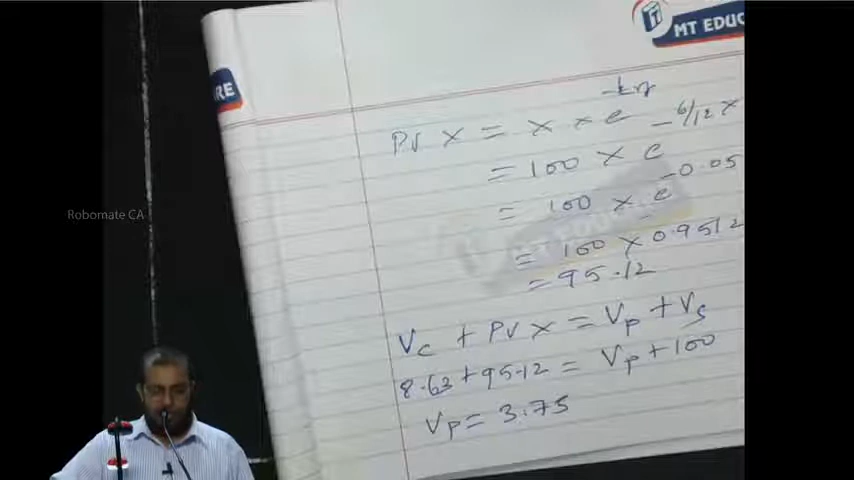 MT EDUC
RE
PV X = X × e^-tr
= 100 × e^-6/12 ×
= 100 × e^-0.05
= 100 × 0.9512
= 95.12
Vc + PV X = Vp + Vs
8.63 + 95.12 = Vp + 100
Vp = 3.75
Robomate CA